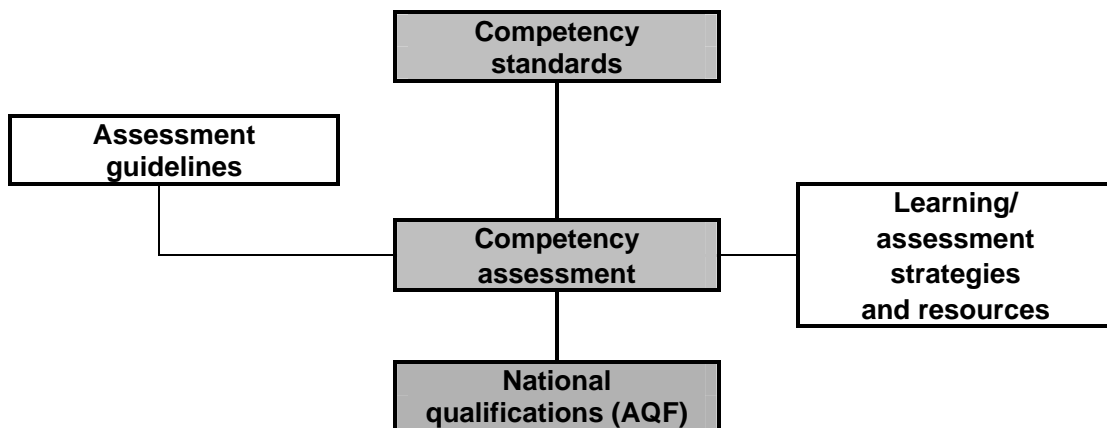 Competency
standards
Assessment
guidelines
Competency
assessment
Learning/
assessment
strategies
and resources
National
qualifications (AQF)